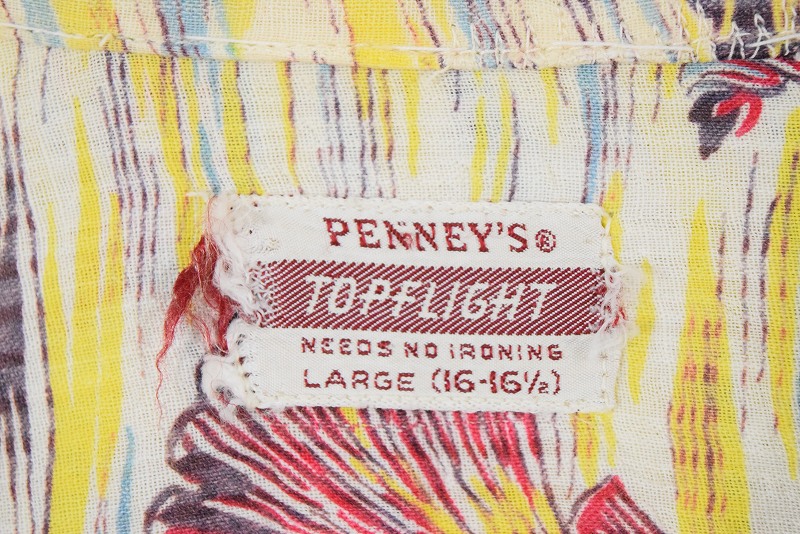 PENNEY'S®
TOPFLIGHT
NEEDS NO IRONING
LARGE (16-16½)